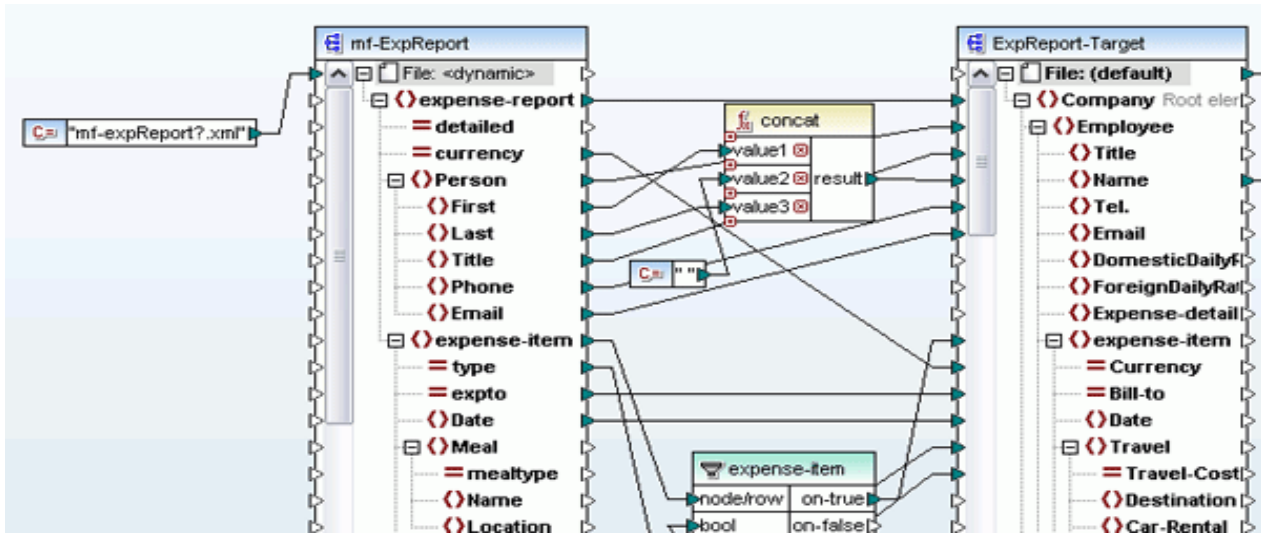 mf-ExpReport
File: <dynamic>
expense-report
detailed
currency
Person
First
Last
Title
Phone
Email
expense-item
type
expto
Date
Meal
mealtype
Name
Location
C= "mf-expReport?.xml"
concat
value1
value2 result
value3
C= " "
expense-item
node/row on-true
bool on-false
ExpReport-Target
File: (default)
Company Root eler
Employee
Title
Name
Tel.
Email
DomesticDailyR
ForeignDailyRat
Expense-detail
expense-item
Currency
Bill-to
Date
Travel
Travel-Cost
Destination
Car-Rental